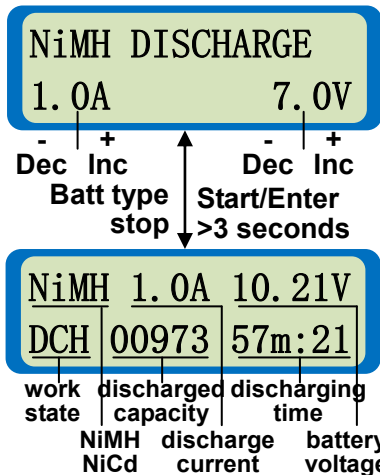 NiMH DISCHARGE
1.0A 7.0V
- + - +
Dec Inc Dec Inc
Batt type Start/Enter
stop >3 seconds
NiMH 1.0A 10.21V
DCH 00973 57m:21
work discharged discharging
state capacity time
NiMH discharge battery
NiCd current voltage